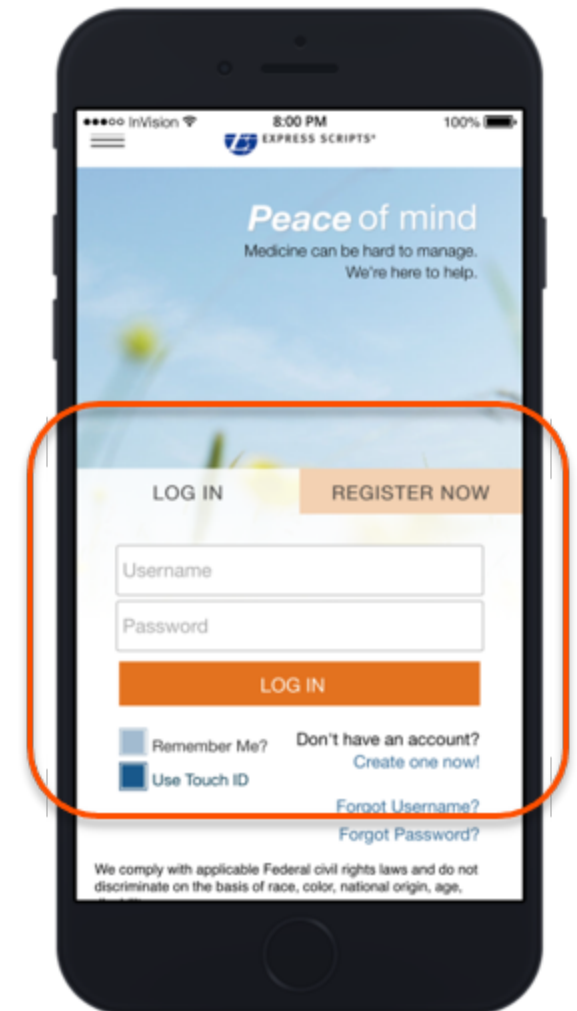 InVision 8:00 PM 100%
EXPRESS SCRIPTS®
Peace of mind
Medicine can be hard to manage.
We're here to help.
LOG IN REGISTER NOW
Username
Password
LOG IN
Remember Me? Don't have an account?
Use Touch ID Create one now!
Forgot Username?
Forgot Password?
We comply with applicable Federal civil rights laws and do not
discriminate on the basis of race, color, national origin, age,